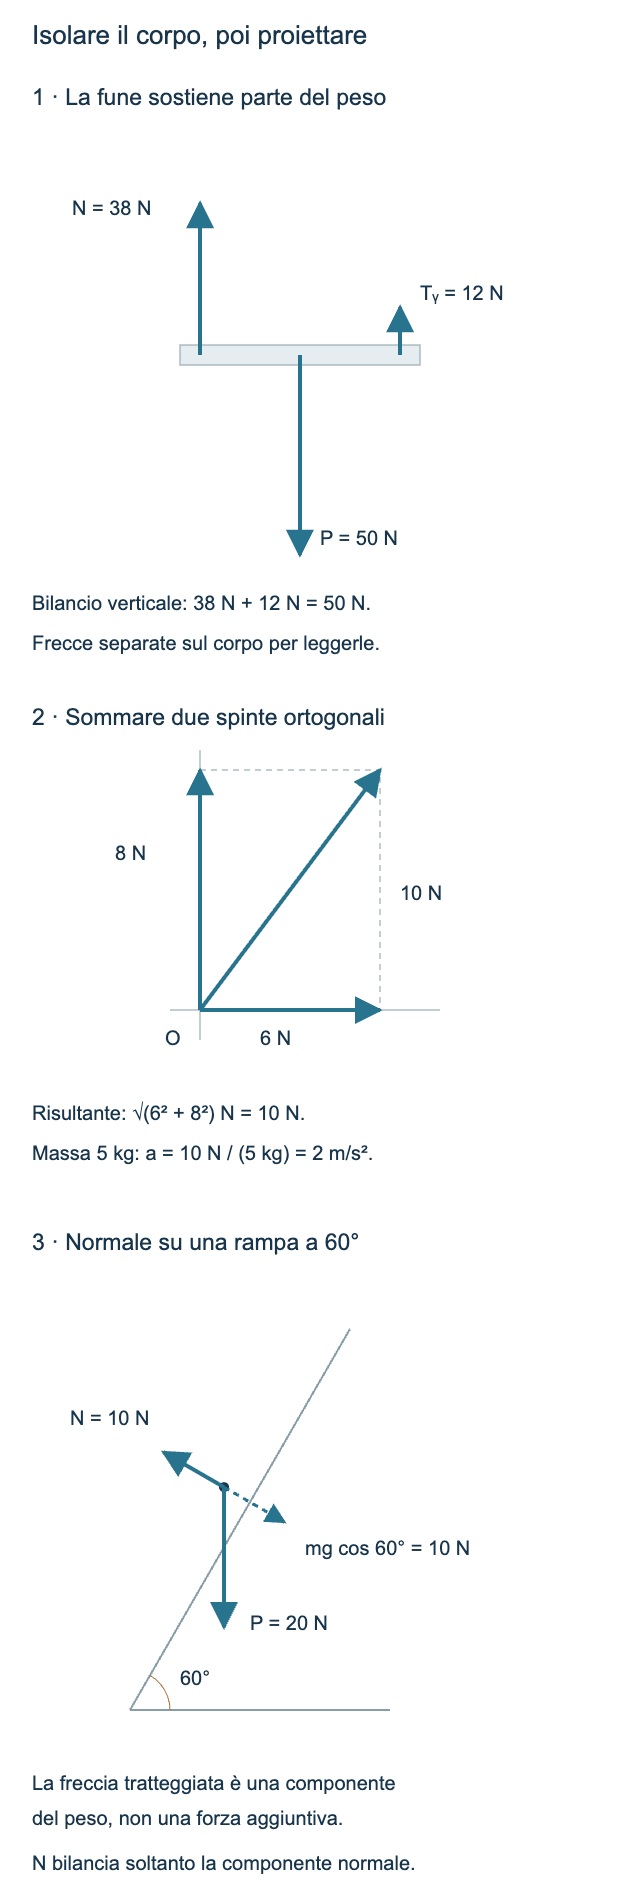 Isolare il corpo, poi proiettare
1 · La fune sostiene parte del peso
N = 38 N
Tᵧ = 12 N
P = 50 N
Bilancio verticale: 38 N + 12 N = 50 N.
Frecce separate sul corpo per leggerle.
2 · Sommare due spinte ortogonali
8 N
10 N
O
6 N
Risultante: √(6² + 8²) N = 10 N.
Massa 5 kg: a = 10 N / (5 kg) = 2 m/s².
3 · Normale su una rampa a 60°
N = 10 N
mg cos 60° = 10 N
P = 20 N
60°
La freccia tratteggiata è una componente
del peso, non una forza aggiuntiva.
N bilancia soltanto la componente normale.